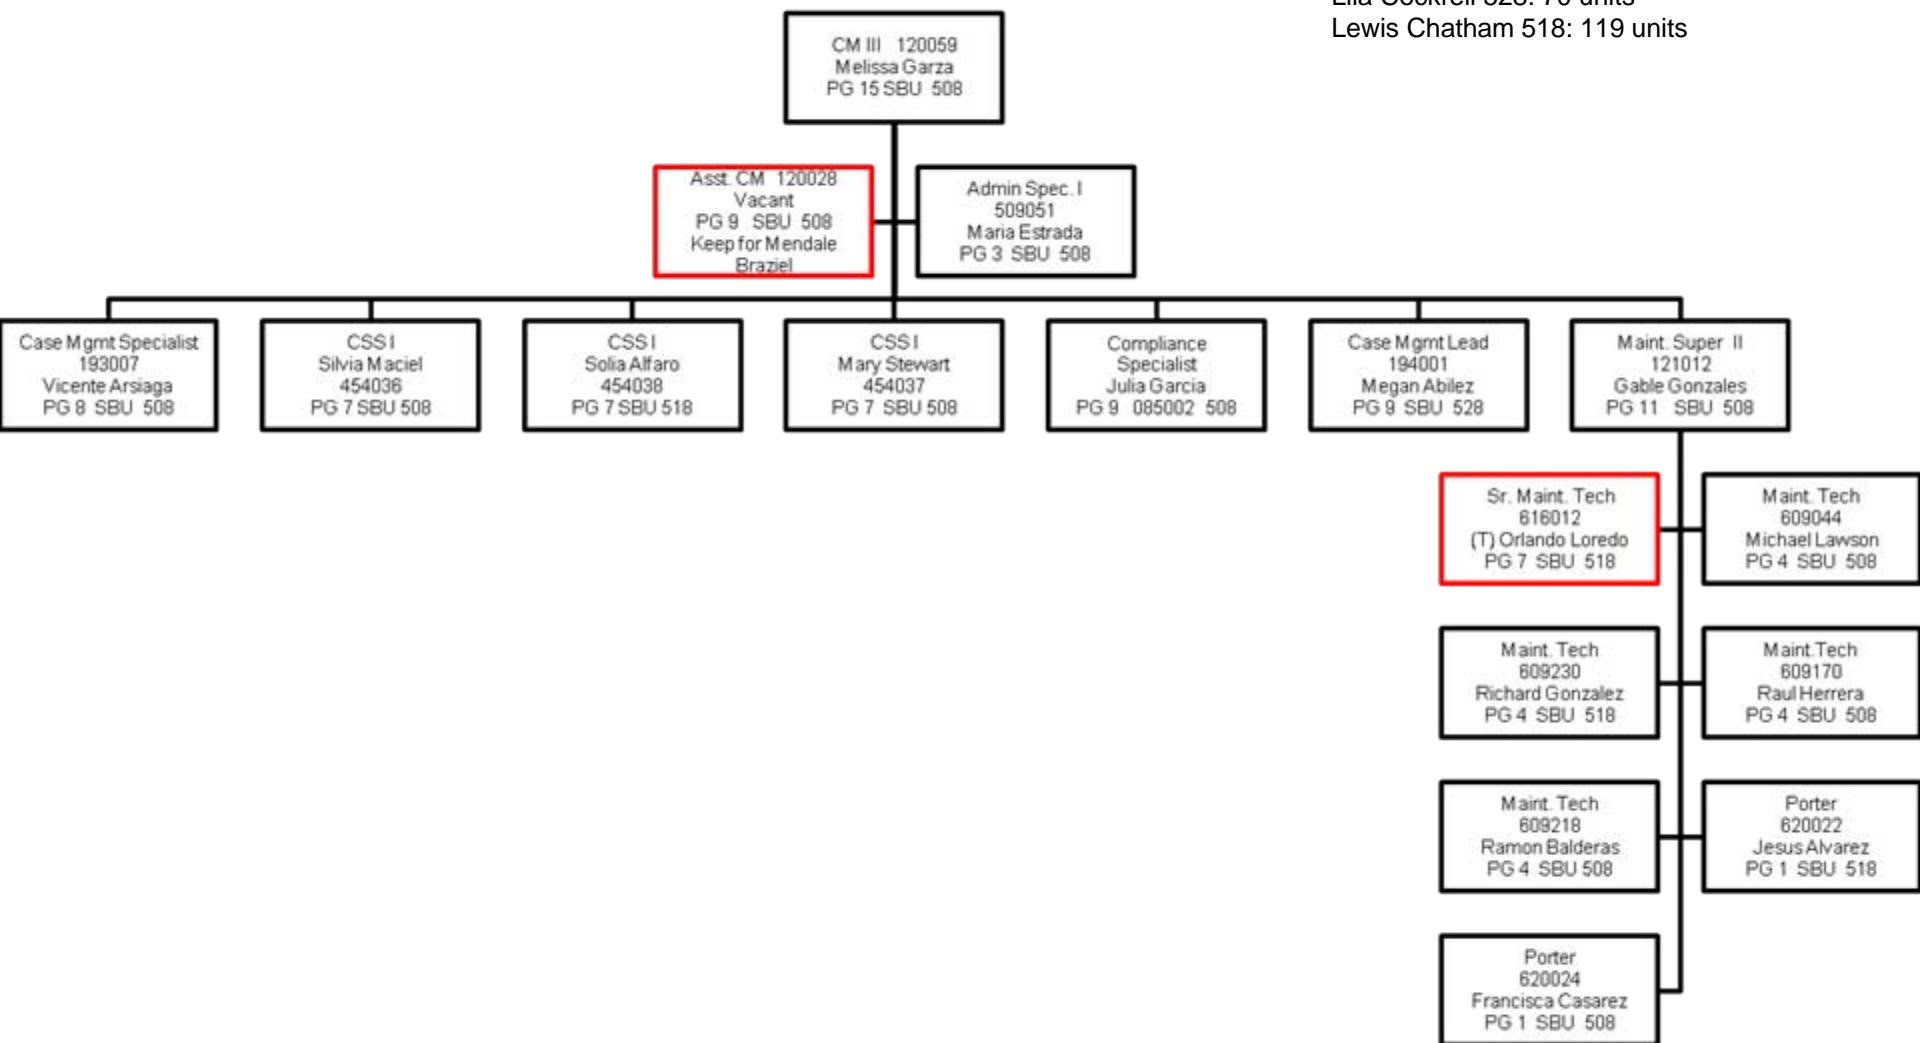 Lila Cockrell 528: 70 units
Lewis Chatham 518: 119 units
CM III 120059
Melissa Garza
PG 15 SBU 508
Asst. CM 120028
Vacant
PG 9 SBU 508
Keep for Mendale
Braziel
Admin Spec. I
509051
Maria Estrada
PG 3 SBU 508
Case Mgmt Specialist
193007
Vicente Arsiaga
PG 8 SBU 508
CSS I
Silvia Maciel
454036
PG 7 SBU 508
CSS I
Solia Alfaro
454038
PG 7 SBU 518
CSS I
Mary Stewart
454037
PG 7 SBU 508
Compliance
Specialist
Julia Garcia
PG 9 085002 508
Case Mgmt Lead
194001
Megan Abilez
PG 9 SBU 528
Maint. Super II
121012
Gable Gonzales
PG 11 SBU 508
Sr. Maint. Tech
616012
(T) Orlando Loredo
PG 7 SBU 518
Maint. Tech
609044
Michael Lawson
PG 4 SBU 508
Maint. Tech
609230
Richard Gonzalez
PG 4 SBU 518
Maint.Tech
609170
Raul Herrera
PG 4 SBU 508
Maint. Tech
609218
Ramon Balderas
PG 4 SBU 508
Porter
620022
Jesus Alvarez
PG 1 SBU 518
Porter
620024
Francisca Casarez
PG 1 SBU 508